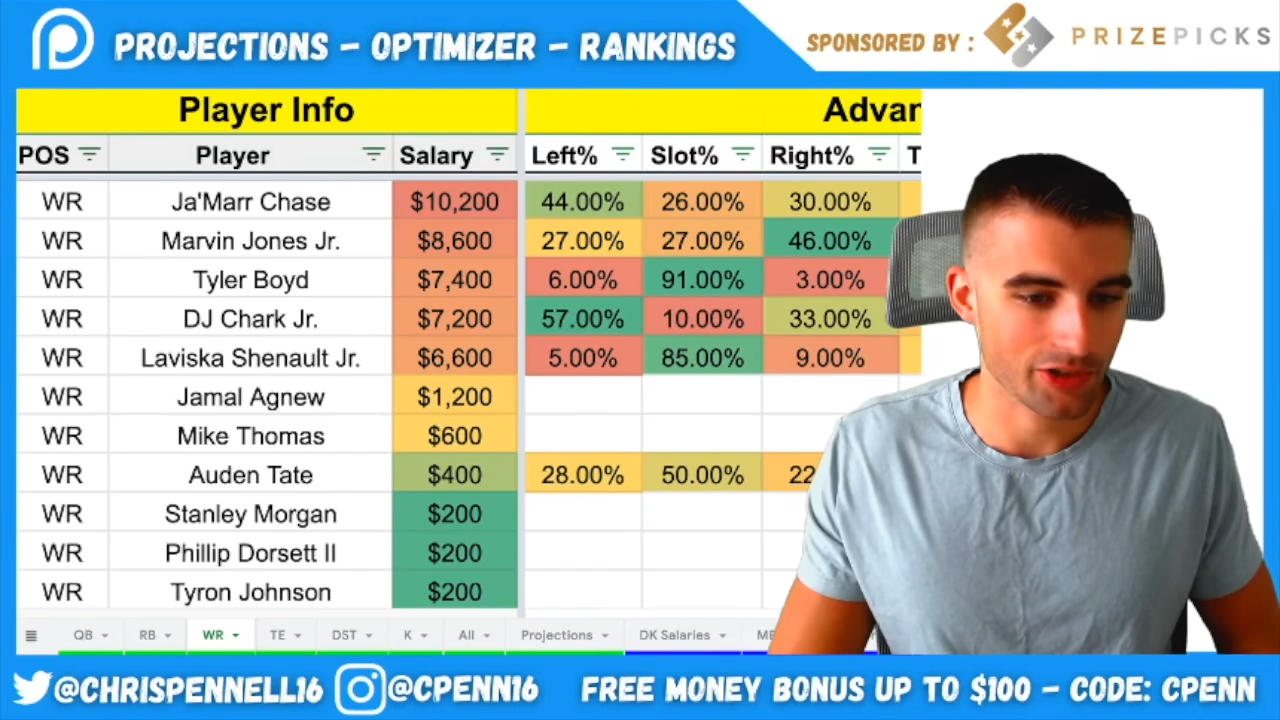 PROJECTIONS - OPTIMIZER - RANKINGS
SPONSORED BY : PRIZEPICKS
Player Info Advan
POS Player Salary Left% Slot% Right% T
WR Ja'Marr Chase $10,200 44.00% 26.00% 30.00%
WR Marvin Jones Jr. $8,600 27.00% 27.00% 46.00%
WR Tyler Boyd $7,400 6.00% 91.00% 3.00%
WR DJ Chark Jr. $7,200 57.00% 10.00% 33.00%
WR Laviska Shenault Jr. $6,600 5.00% 85.00% 9.00%
WR Jamal Agnew $1,200
WR Mike Thomas $600
WR Auden Tate $400 28.00% 50.00% 22
WR Stanley Morgan $200
WR Phillip Dorsett II $200
WR Tyron Johnson $200
QB RB WR TE DST K All Projections DK Salaries
@CHRISPENNELL16 @CPENN16 FREE MONEY BONUS UP TO $100 - CODE: CPENN